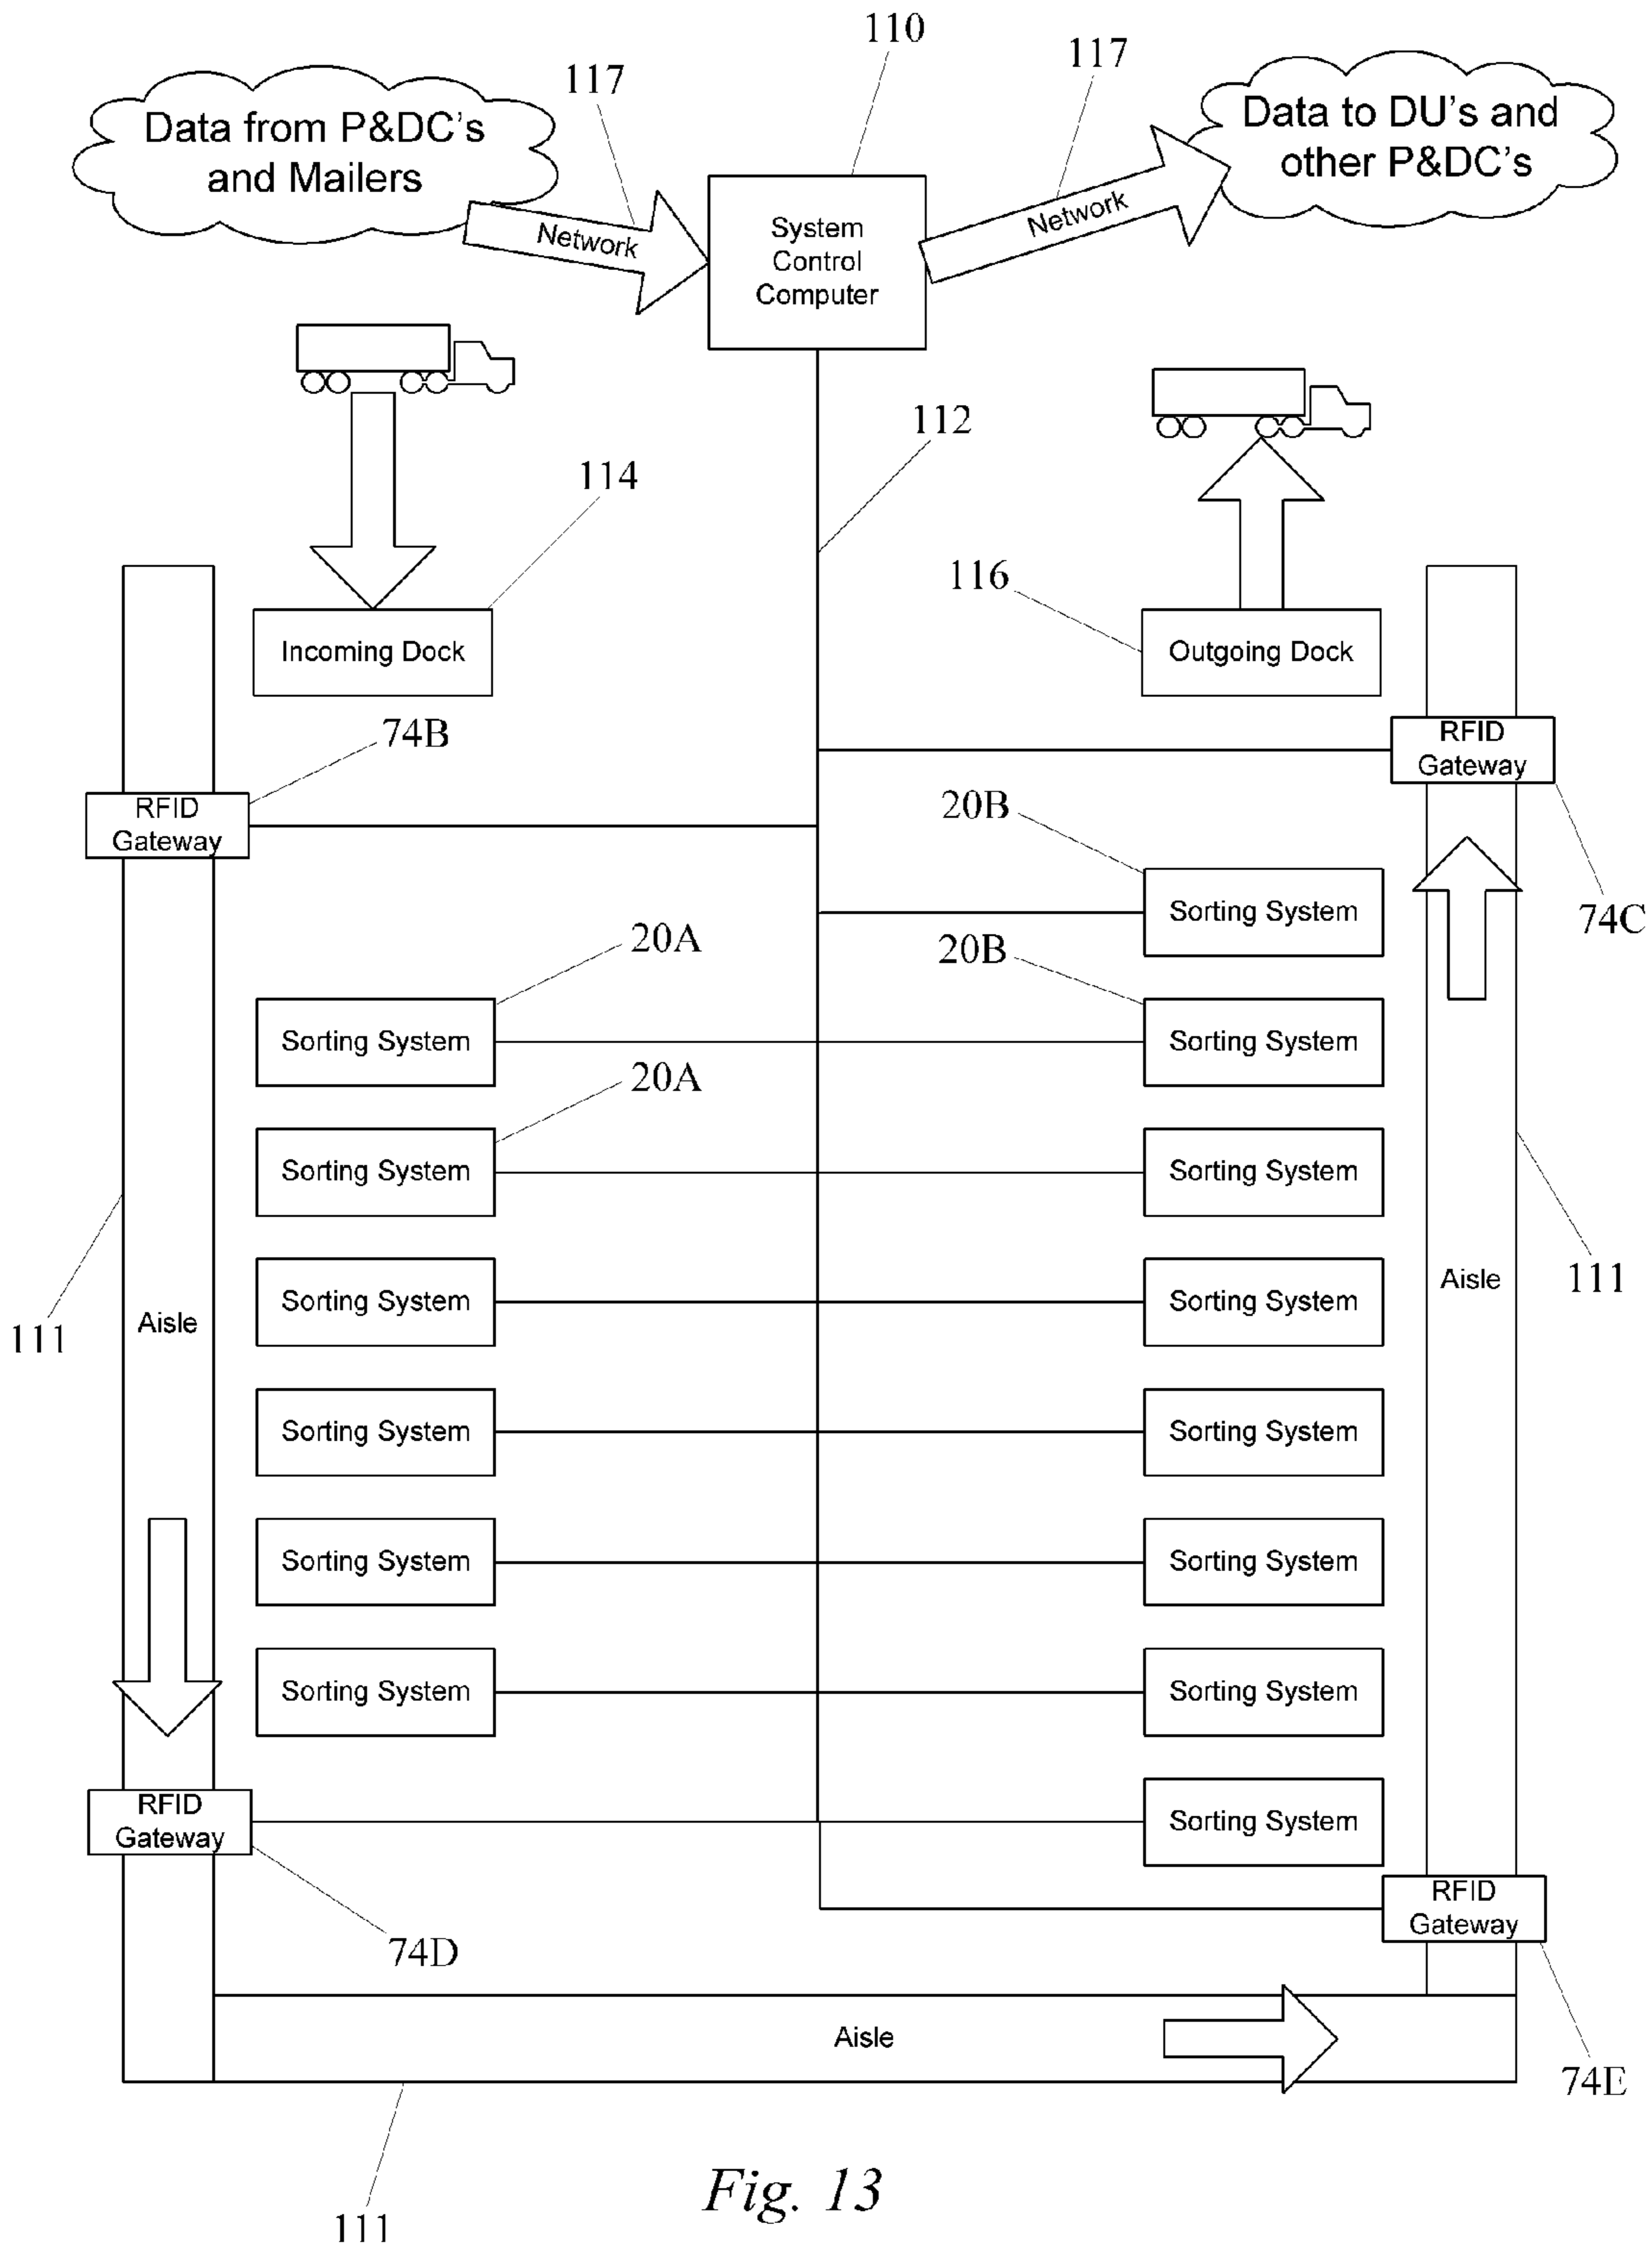 110
117
117
Data from P&DC's
and Mailers
Data to DU's and
other P&DC's
Network
System
Control
Computer
Network
112
114
116
Incoming Dock
Outgoing Dock
74B
RFID
Gateway
RFID
Gateway
20B
Sorting System
74C
20A
20B
Sorting System
Sorting System
20A
Sorting System
Sorting System
111
Aisle
Sorting System
Sorting System
Aisle
111
Sorting System
Sorting System
Sorting System
Sorting System
Sorting System
Sorting System
RFID
Gateway
Sorting System
RFID
Gateway
74D
Aisle
74E
111
Fig. 13